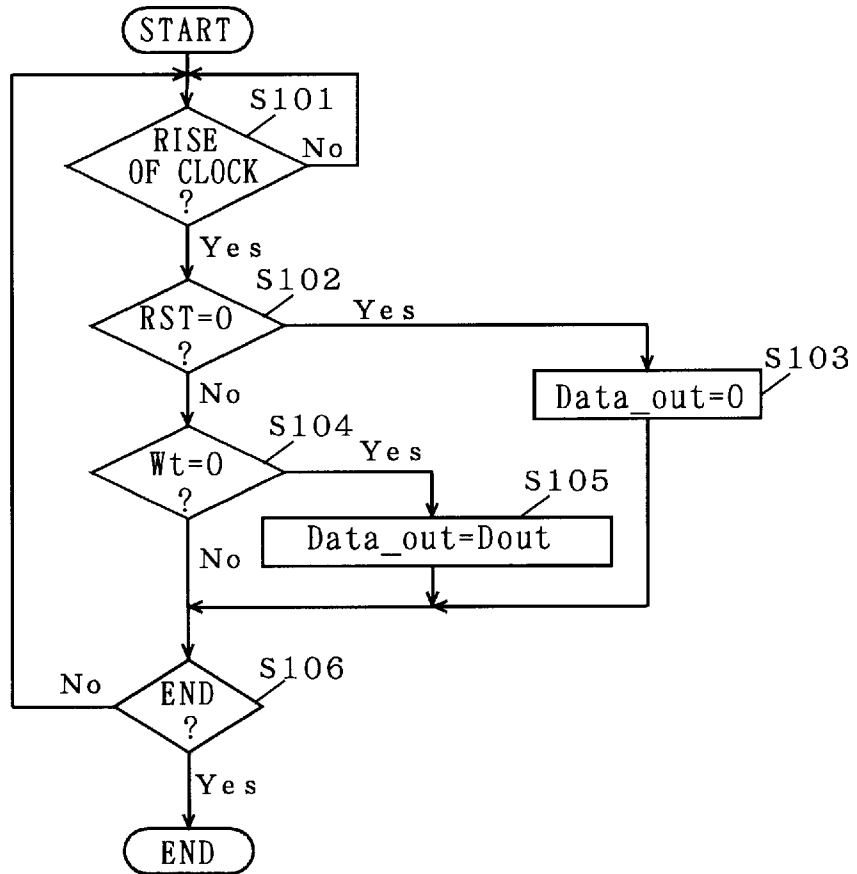 START
S101
RISE
OF CLOCK
?
No
Yes
S102
RST=0
?
Yes
No
S103
Data_out=0
S104
Wt=0
?
Yes
No
S105
Data_out=Dout
S106
END
?
No
Yes
END